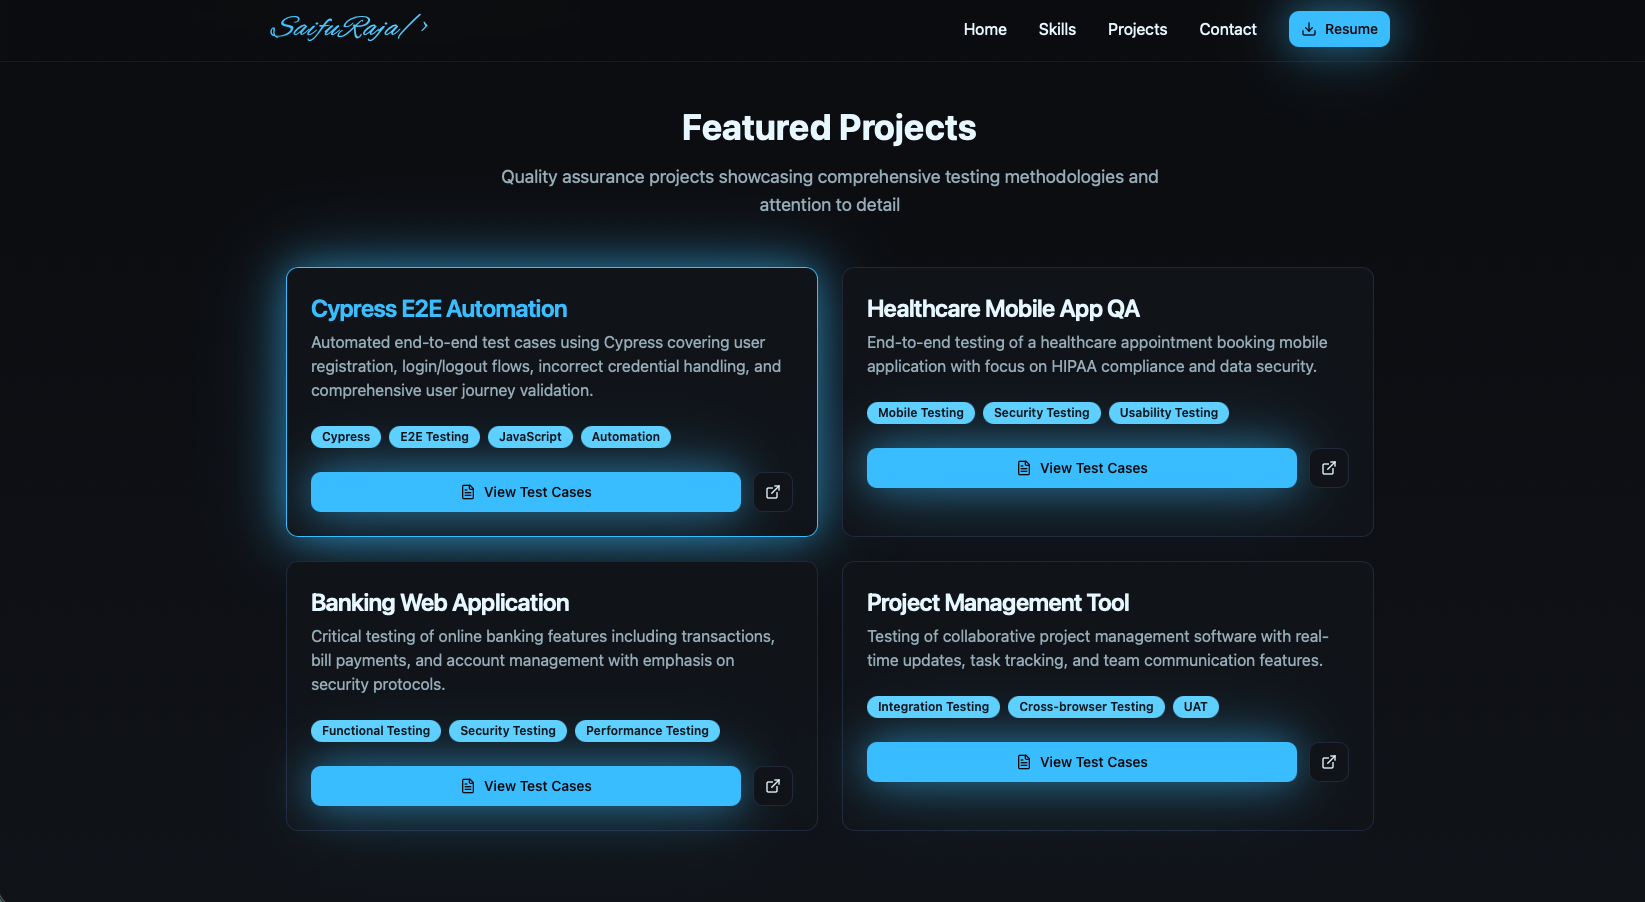 SaifuRaja/>
Home
Skills
Projects
Contact
Resume
Featured Projects
Quality assurance projects showcasing comprehensive testing methodologies and
attention to detail
Cypress E2E Automation
Automated end-to-end test cases using Cypress covering user
registration, login/logout flows, incorrect credential handling, and
comprehensive user journey validation.
Cypress
E2E Testing
JavaScript
Automation
View Test Cases
Healthcare Mobile App QA
End-to-end testing of a healthcare appointment booking mobile
application with focus on HIPAA compliance and data security.
Mobile Testing
Security Testing
Usability Testing
View Test Cases
Banking Web Application
Critical testing of online banking features including transactions,
bill payments, and account management with emphasis on
security protocols.
Functional Testing
Security Testing
Performance Testing
View Test Cases
Project Management Tool
Testing of collaborative project management software with real-
time updates, task tracking, and team communication features.
Integration Testing
Cross-browser Testing
UAT
View Test Cases